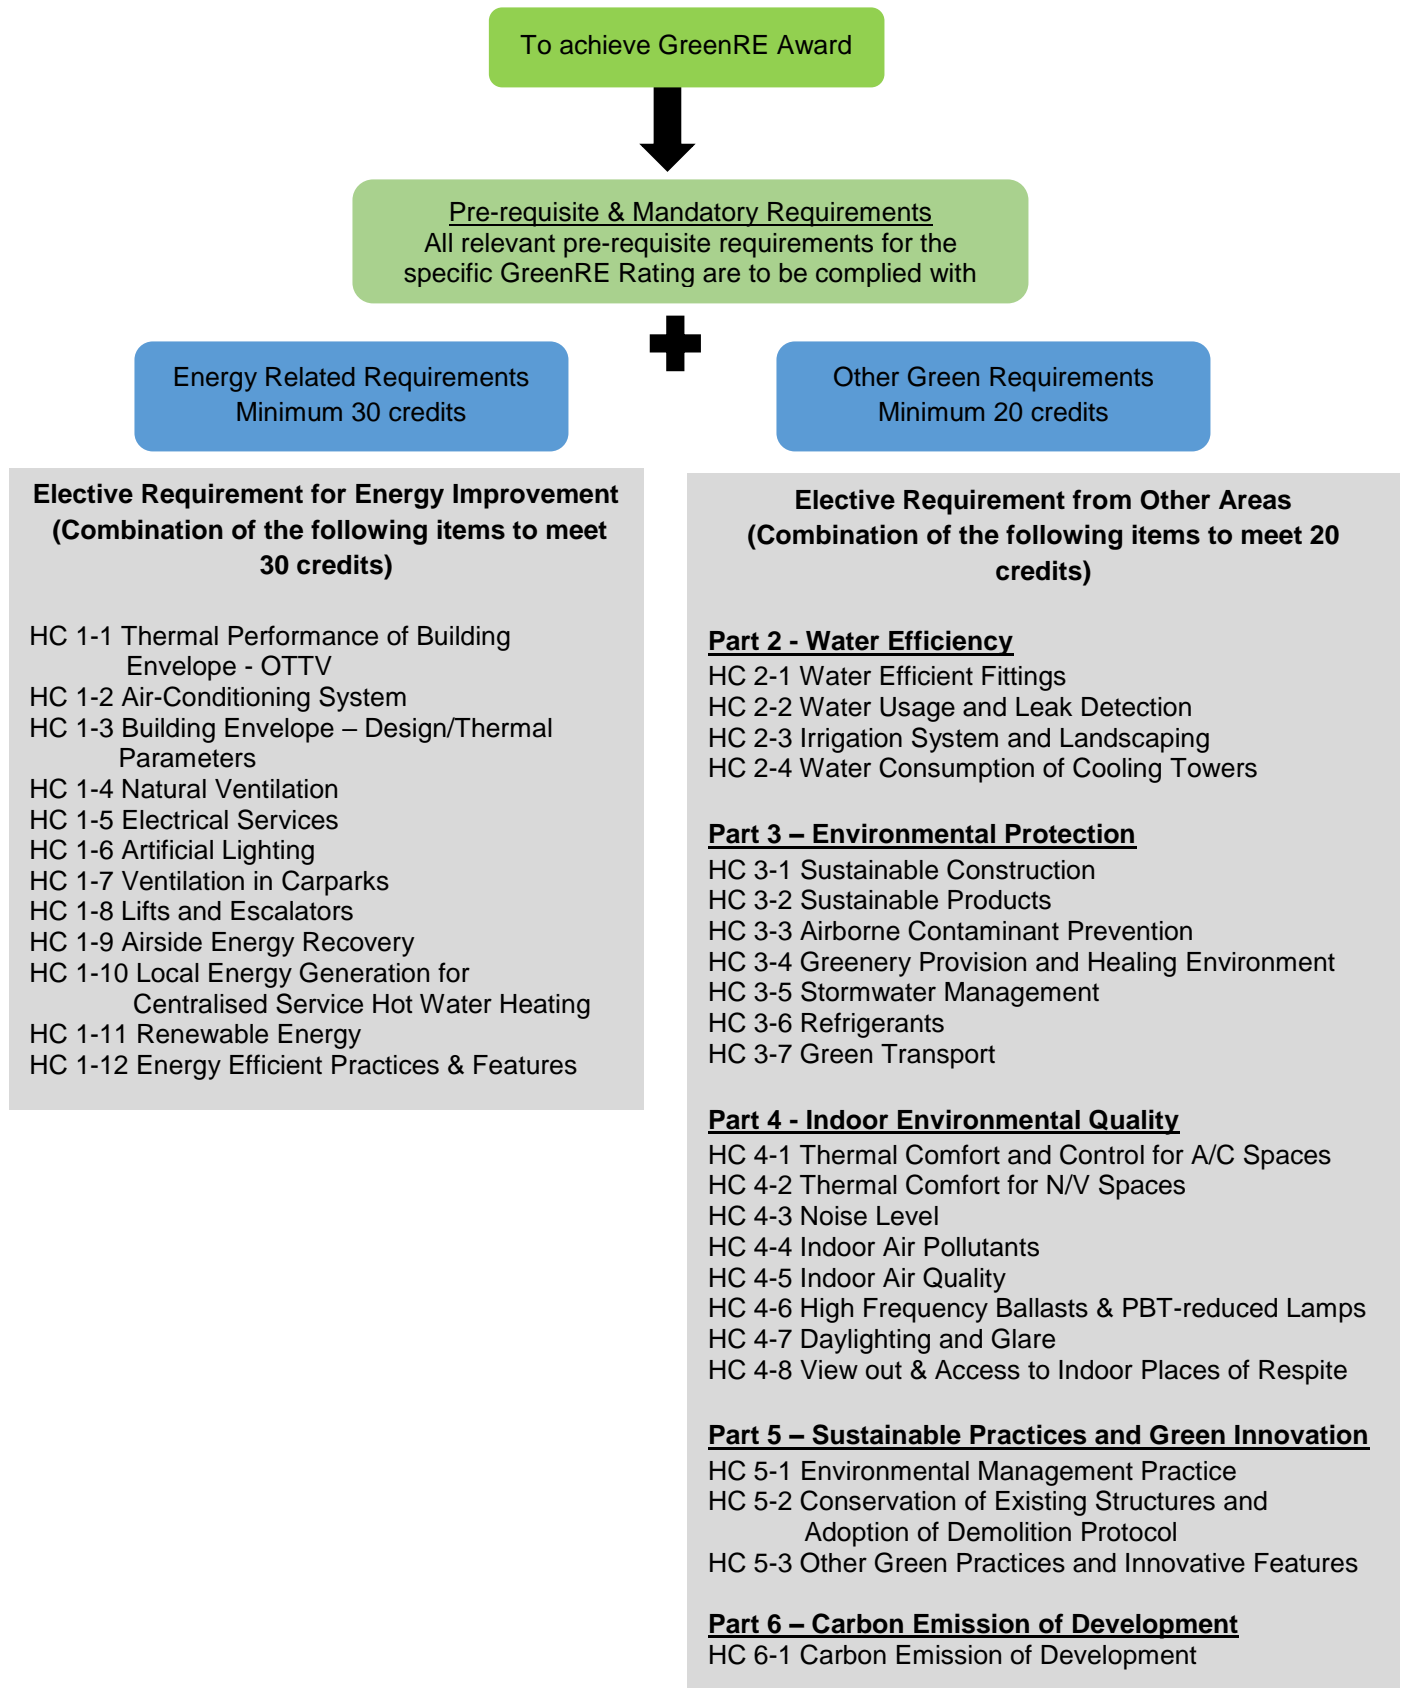 To achieve GreenRE Award
Pre-requisite & Mandatory Requirements
All relevant pre-requisite requirements for the
specific GreenRE Rating are to be complied with
Energy Related Requirements
Minimum 30 credits
Other Green Requirements
Minimum 20 credits
Elective Requirement for Energy Improvement
(Combination of the following items to meet
30 credits)
HC 1-1 Thermal Performance of Building
Envelope - OTTV
HC 1-2 Air-Conditioning System
HC 1-3 Building Envelope – Design/Thermal
Parameters
HC 1-4 Natural Ventilation
HC 1-5 Electrical Services
HC 1-6 Artificial Lighting
HC 1-7 Ventilation in Carparks
HC 1-8 Lifts and Escalators
HC 1-9 Airside Energy Recovery
HC 1-10 Local Energy Generation for
Centralised Service Hot Water Heating
HC 1-11 Renewable Energy
HC 1-12 Energy Efficient Practices & Features
Elective Requirement from Other Areas
(Combination of the following items to meet 20
credits)
Part 2 - Water Efficiency
HC 2-1 Water Efficient Fittings
HC 2-2 Water Usage and Leak Detection
HC 2-3 Irrigation System and Landscaping
HC 2-4 Water Consumption of Cooling Towers
Part 3 – Environmental Protection
HC 3-1 Sustainable Construction
HC 3-2 Sustainable Products
HC 3-3 Airborne Contaminant Prevention
HC 3-4 Greenery Provision and Healing Environment
HC 3-5 Stormwater Management
HC 3-6 Refrigerants
HC 3-7 Green Transport
Part 4 - Indoor Environmental Quality
HC 4-1 Thermal Comfort and Control for A/C Spaces
HC 4-2 Thermal Comfort for N/V Spaces
HC 4-3 Noise Level
HC 4-4 Indoor Air Pollutants
HC 4-5 Indoor Air Quality
HC 4-6 High Frequency Ballasts & PBT-reduced Lamps
HC 4-7 Daylighting and Glare
HC 4-8 View out & Access to Indoor Places of Respite
Part 5 – Sustainable Practices and Green Innovation
HC 5-1 Environmental Management Practice
HC 5-2 Conservation of Existing Structures and
Adoption of Demolition Protocol
HC 5-3 Other Green Practices and Innovative Features
Part 6 – Carbon Emission of Development
HC 6-1 Carbon Emission of Development